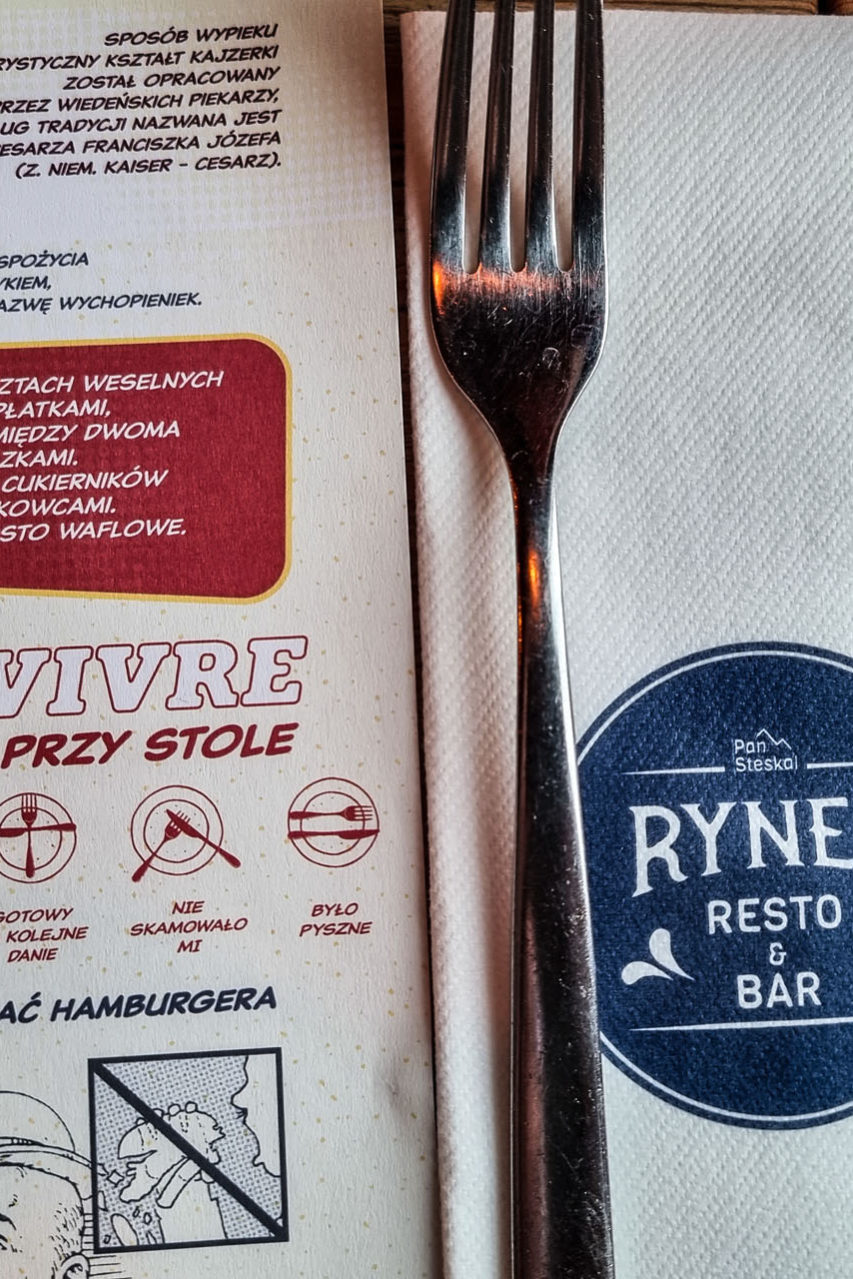 SPOSÓB WYPIEKU
RYSTYCZNY KSZTAŁT KAJZERKI
ZOSTAŁ OPRACOWANY
PRZEZ WIEDEŃSKICH PIEKARZY,
ŁUG TRADYCJI NAZWANA JEST
ESARZA FRANCISZKA JÓZEFA
(Z. NIEM. KAISER - CESARZ).
SPOŻYCIA
YKIEM,
AZWĘ WYCHOPIENIEK.
ZTACH WESELNYCH
PŁATKAMI,
MIĘDZY DWOMA
ZKAMI.
CUKIERNIKÓW
KOWCAMI.
STO WAFLOWE.
VIVRE
PRZY STOLE
GOTOWY
KOLEJNE
DANIE
NIE
SKAMOWAŁO
MI
BYŁO
PYSZNE
AĆ HAMBURGERA
Pan
Steskal
RYNE
RESTO
&
BAR